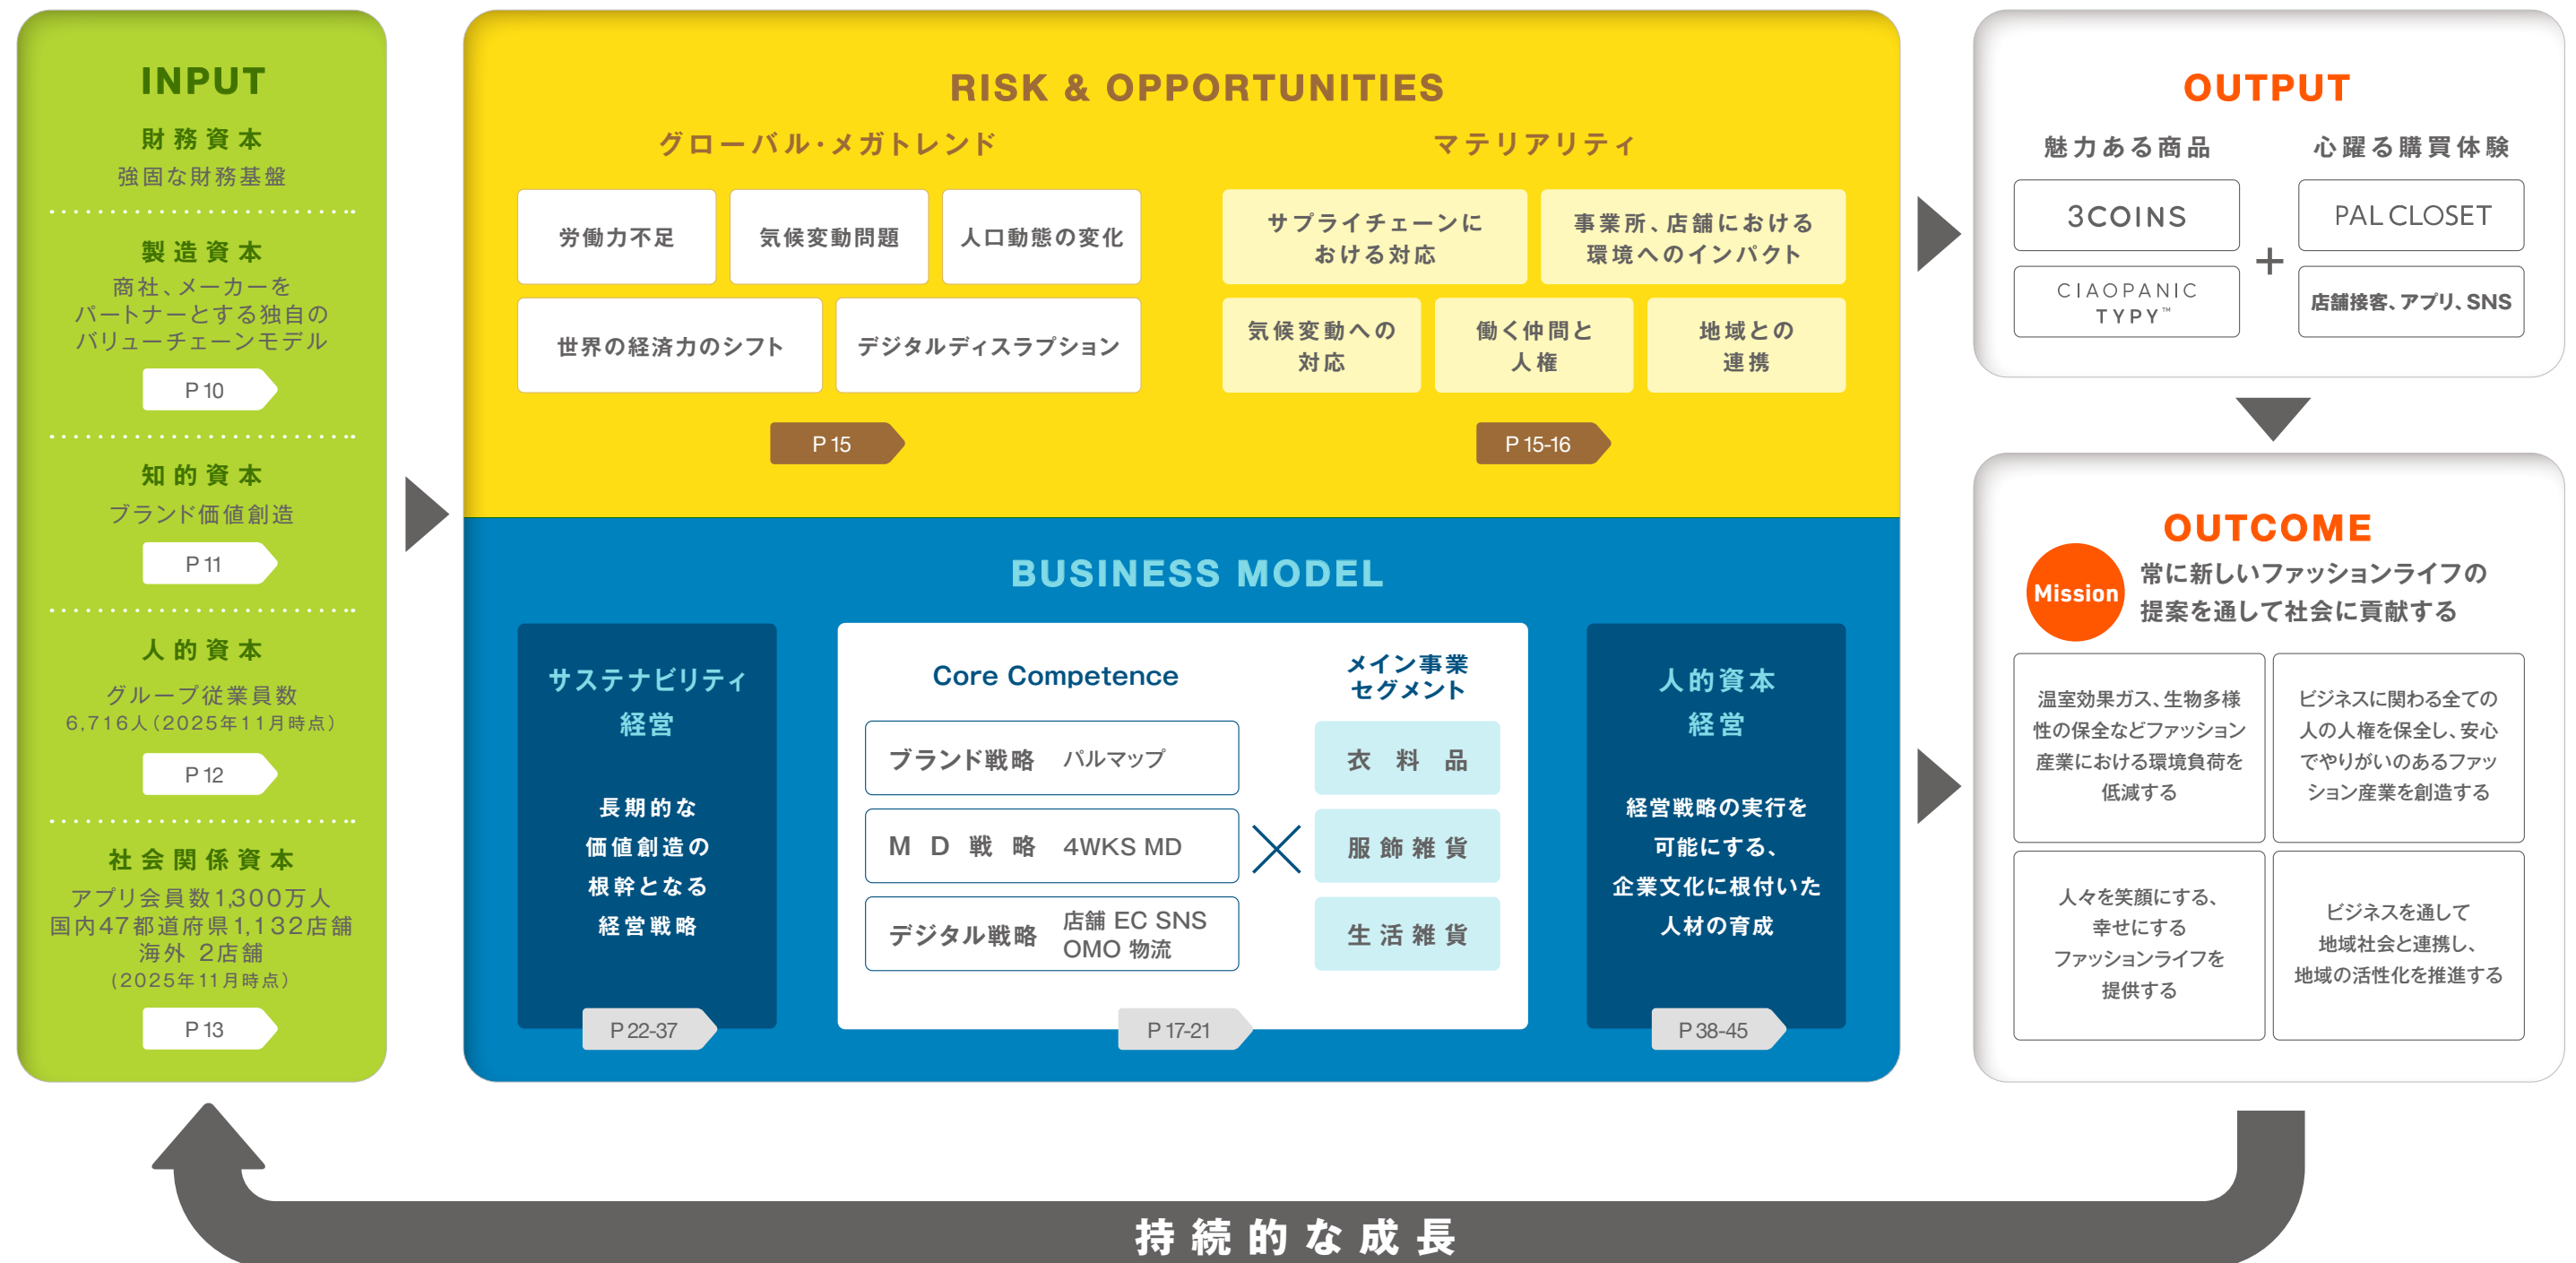 INPUT
財務資本
強固な財務基盤
製造資本
商社、メーカーを
パートナーとする独自の
バリューチェーンモデル
P 10
知的資本
ブランド価値創造
P 11
人的資本
グループ従業員数
6,716人（2025年11月時点）
P 12
社会関係資本
アプリ会員数1,300万人
国内47都道府県1,132店舗
海外 2店舗
(2025年11月時点)
P 13
RISK & OPPORTUNITIES
グローバル・メガトレンド
労働力不足
気候変動問題
人口動態の変化
世界の経済力のシフト
デジタルディスラプション
P 15
マテリアリティ
サプライチェーンに
おける対応
事業所、店舗における
環境へのインパクト
気候変動への
対応
働く仲間と
人権
地域との
連携
P 15-16
BUSINESS MODEL
サステナビリティ
経営
長期的な
価値創造の
根幹となる
経営戦略
P 22-37
Core Competence
ブランド戦略 パルマップ
MD戦略 4WKS MD
デジタル戦略 店舗 EC SNS
OMO 物流
メイン事業
セグメント
衣料品
服飾雑貨
生活雑貨
P 17-21
人的資本
経営
経営戦略の実行を
可能にする、
企業文化に根付いた
人材の育成
P 38-45
OUTPUT
魅力ある商品
3COINS
CIAOPANIC
TYPY™
+
心躍る購買体験
PAL CLOSET
店舗接客、アプリ、SNS
OUTCOME
Mission
常に新しいファッションライフの
提案を通して社会に貢献する
温室効果ガス、生物多様
性の保全などファッション
産業における環境負荷を
低減する
ビジネスに関わる全ての
人の人権を保全し、安心
でやりがいのあるファッ
ション産業を創造する
人々を笑顔にする、
幸せにする
ファッションライフを
提供する
ビジネスを通して
地域社会と連携し、
地域の活性化を推進する
持続的な成長